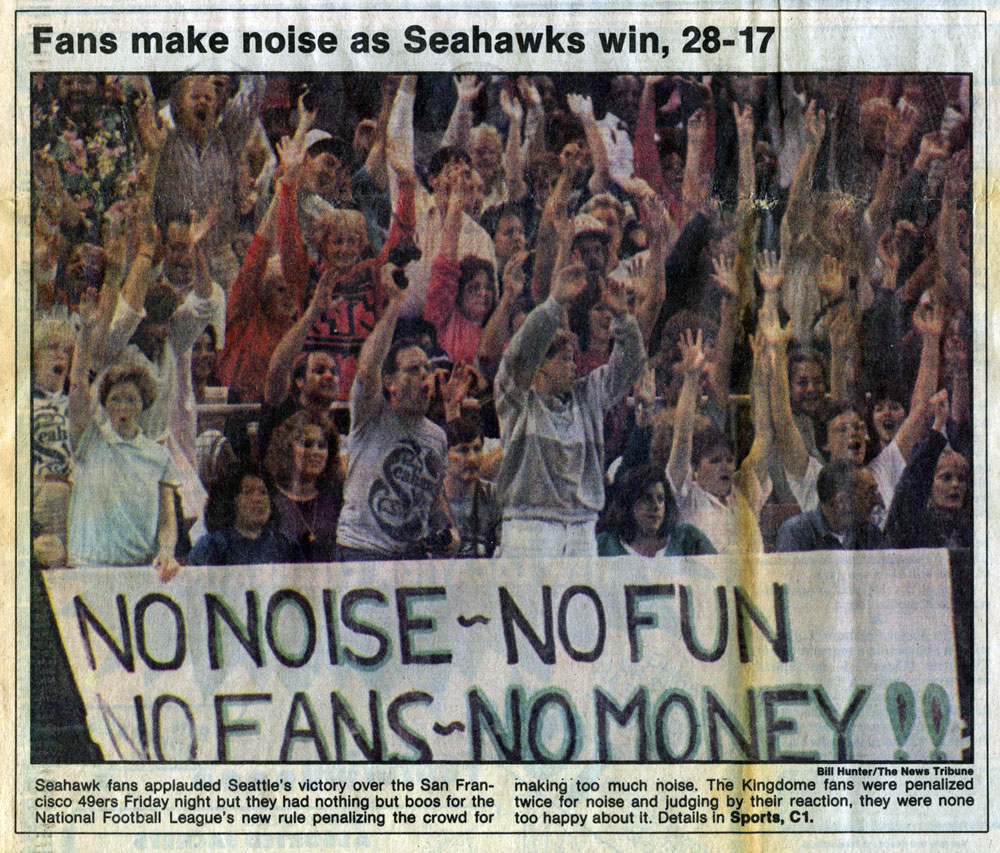 Fans make noise as Seahawks win, 28-17
NO NOISE ~ NO FUN
NO FANS ~ NO MONEY !!
Bill Hunter/The News Tribune
Seahawk fans applauded Seattle's victory over the San Fran-
cisco 49ers Friday night but they had nothing but boos for the
National Football League's new rule penalizing the crowd for
making too much noise. The Kingdome fans were penalized
twice for noise and judging by their reaction, they were none
too happy about it. Details in Sports, C1.